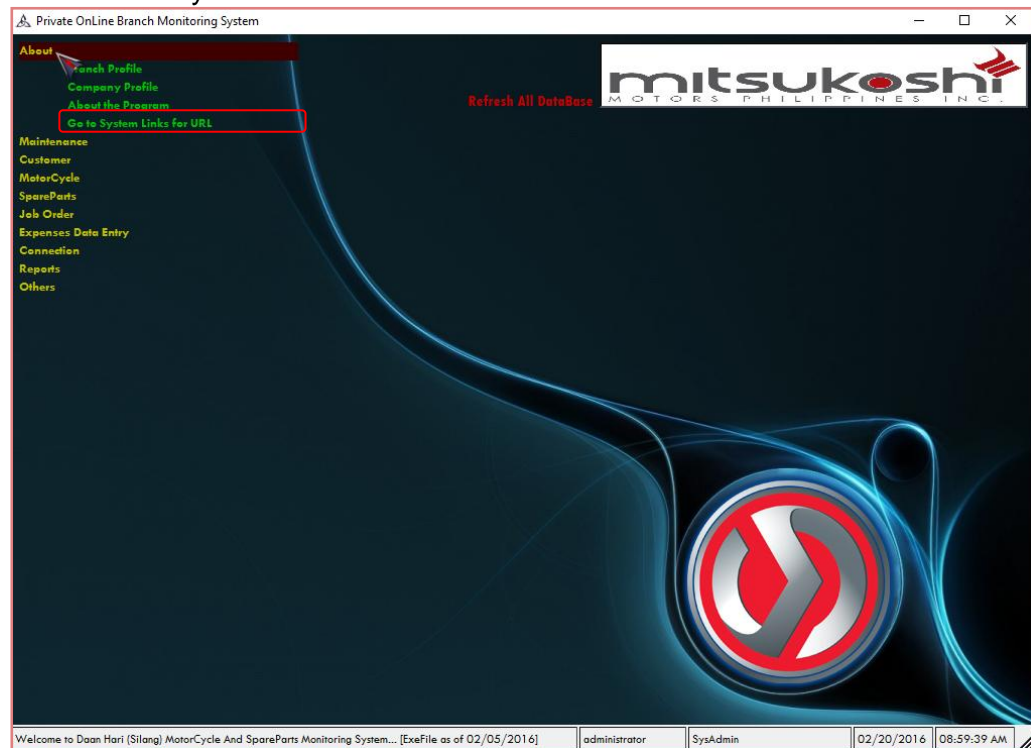 Private OnLine Branch Monitoring System
About
Branch Profile
Company Profile
About the Program
Go to System Links for URL
Maintenance
Customer
MotorCycle
SpareParts
Job Order
Expenses Data Entry
Connection
Reports
Others
Refresh All DataBase
mitsukoshi
MOTORS PHILIPPINES INC.
Welcome to Daan Hari (Silang) MotorCycle And SpareParts Monitoring System... [ExeFile as of 02/05/2016]
administrator
SysAdmin
02/20/2016
08:59:39 AM